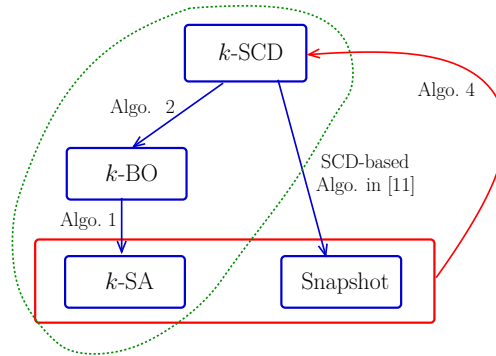 k-SCD
Algo. 4
Algo. 2
SCD-based
Algo. in [11]
k-BO
Algo. 1
k-SA
Snapshot